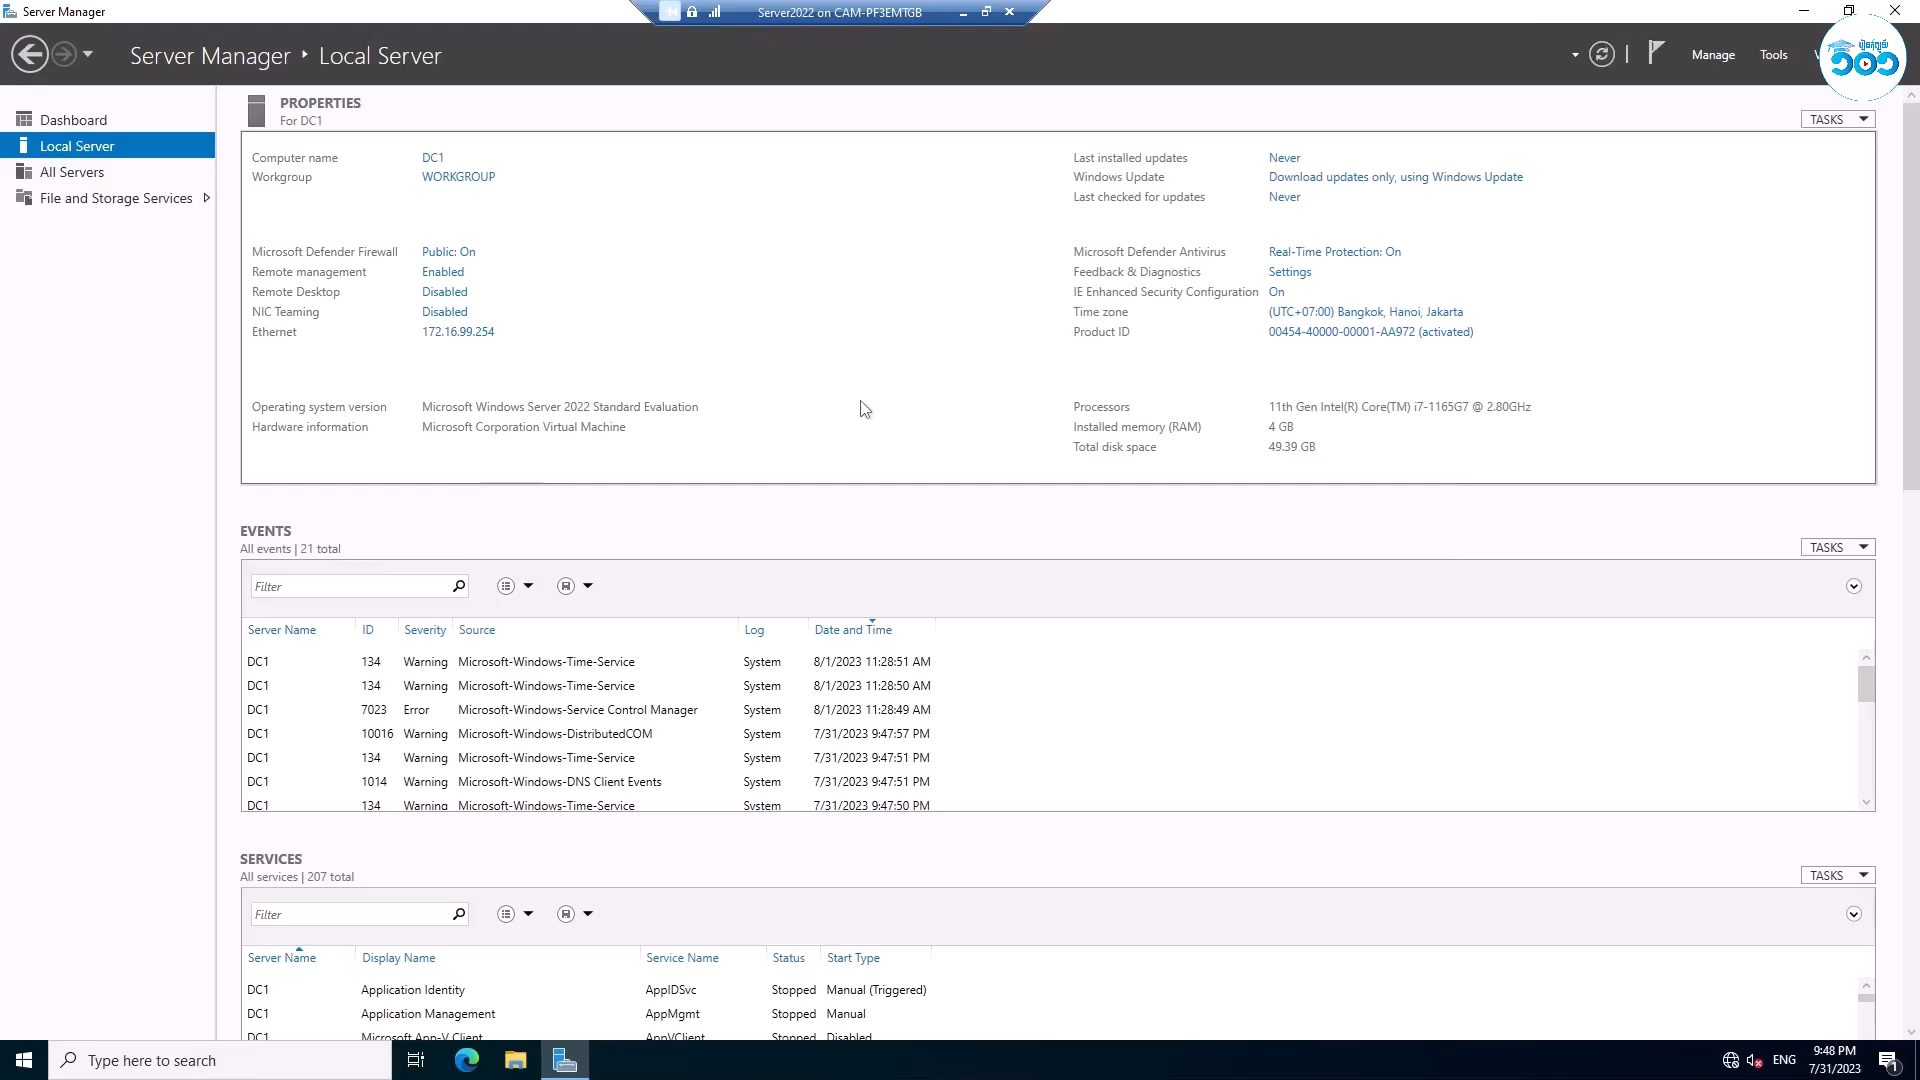 Server Manager
Server2022 on CAM-PF3EMTGB
Server Manager
Local Server
Manage
Tools
Dashboard
Local Server
All Servers
File and Storage Services
PROPERTIES
For DC1
TASKS
Computer name DC1
Workgroup WORKGROUP
Last installed updates Never
Windows Update Download updates only, using Windows Update
Last checked for updates Never
Microsoft Defender Firewall Public: On
Remote management Enabled
Remote Desktop Disabled
NIC Teaming Disabled
Ethernet 172.16.99.254
Microsoft Defender Antivirus Real-Time Protection: On
Feedback & Diagnostics Settings
IE Enhanced Security Configuration On
Time zone (UTC+07:00) Bangkok, Hanoi, Jakarta
Product ID 00454-40000-00001-AA972 (activated)
Operating system version Microsoft Windows Server 2022 Standard Evaluation
Hardware information Microsoft Corporation Virtual Machine
Processors 11th Gen Intel(R) Core(TM) i7-1165G7 @ 2.80GHz
Installed memory (RAM) 4 GB
Total disk space 49.39 GB
EVENTS
All events | 21 total
TASKS
Filter
Server Name ID Severity Source Log Date and Time
DC1 134 Warning Microsoft-Windows-Time-Service System 8/1/2023 11:28:51 AM
DC1 134 Warning Microsoft-Windows-Time-Service System 8/1/2023 11:28:50 AM
DC1 7023 Error Microsoft-Windows-Service Control Manager System 8/1/2023 11:28:49 AM
DC1 10016 Warning Microsoft-Windows-DistributedCOM System 7/31/2023 9:47:57 PM
DC1 134 Warning Microsoft-Windows-Time-Service System 7/31/2023 9:47:51 PM
DC1 1014 Warning Microsoft-Windows-DNS Client Events System 7/31/2023 9:47:51 PM
DC1 134 Warning Microsoft-Windows-Time-Service System 7/31/2023 9:47:50 PM
SERVICES
All services | 207 total
TASKS
Filter
Server Name Display Name Service Name Status Start Type
DC1 Application Identity AppIDSvc Stopped Manual (Triggered)
DC1 Application Management AppMgmt Stopped Manual
DC1 Microsoft App-V Client AppVClient Stopped Disabled
Type here to search
ENG
9:48 PM
7/31/2023
1